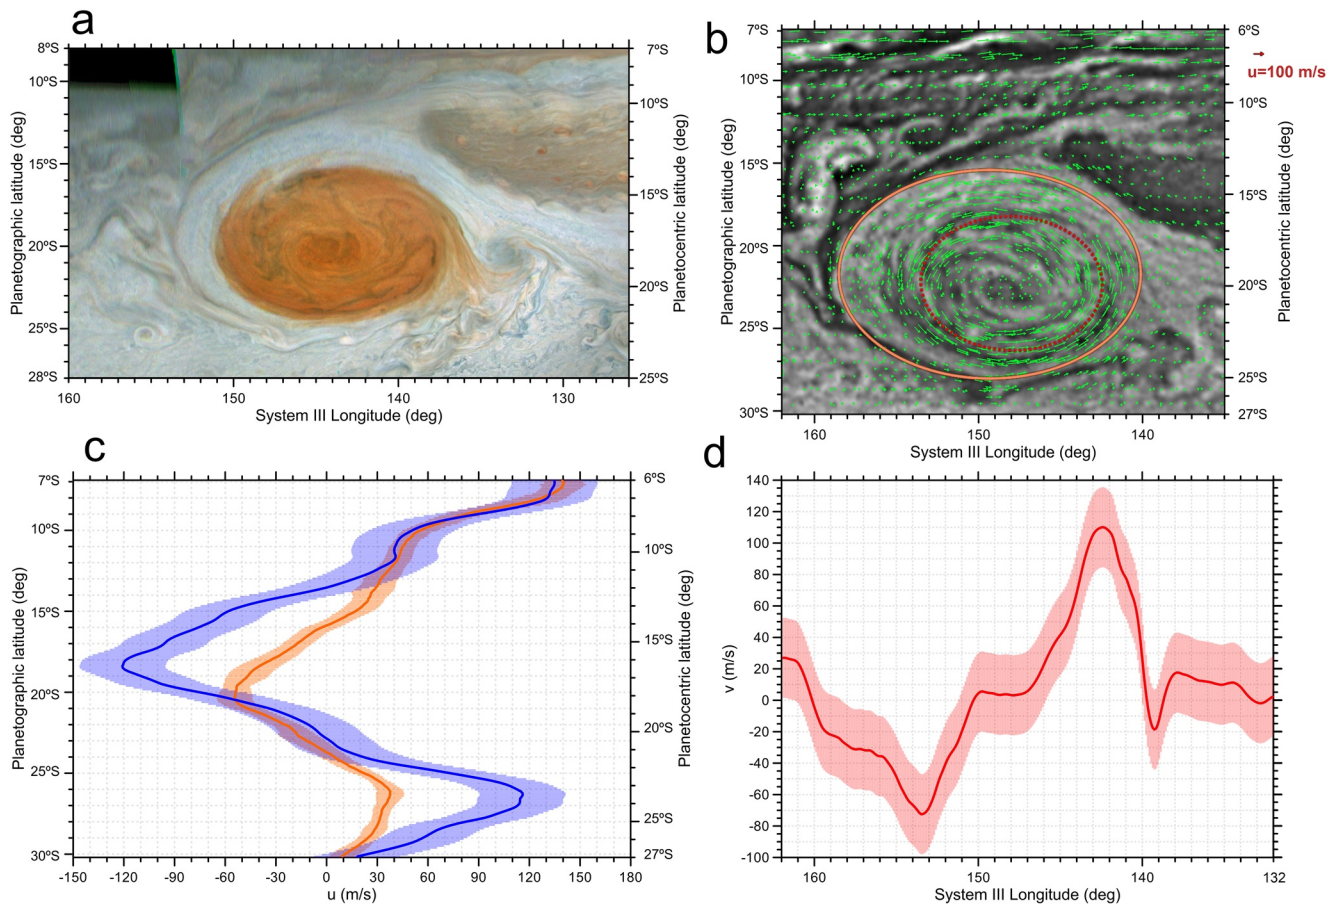 a
8ºS
10ºS
15ºS
20ºS
25ºS
28ºS
Planetographic latitude (deg)
7ºS
10ºS
15ºS
20ºS
25ºS
Planetocentric latitude (deg)
160
150
140
130
System III Longitude (deg)
b
7ºS
10ºS
15ºS
20ºS
25ºS
30ºS
Planetographic latitude (deg)
6ºS
10ºS
15ºS
20ºS
25ºS
27ºS
Planetocentric latitude (deg)
u=100 m/s
160
150
140
System III Longitude (deg)
c
7ºS
10ºS
15ºS
20ºS
25ºS
30ºS
Planetographic latitude (deg)
6ºS
10ºS
15ºS
20ºS
25ºS
27ºS
Planetocentric latitude (deg)
-150 -120 -90 -60 -30 0 30 60 90 120 150 180
u (m/s)
d
140
120
100
80
60
40
20
0
-20
-40
-60
-80
-100
v (m/s)
160
150
140
132
System III Longitude (deg)